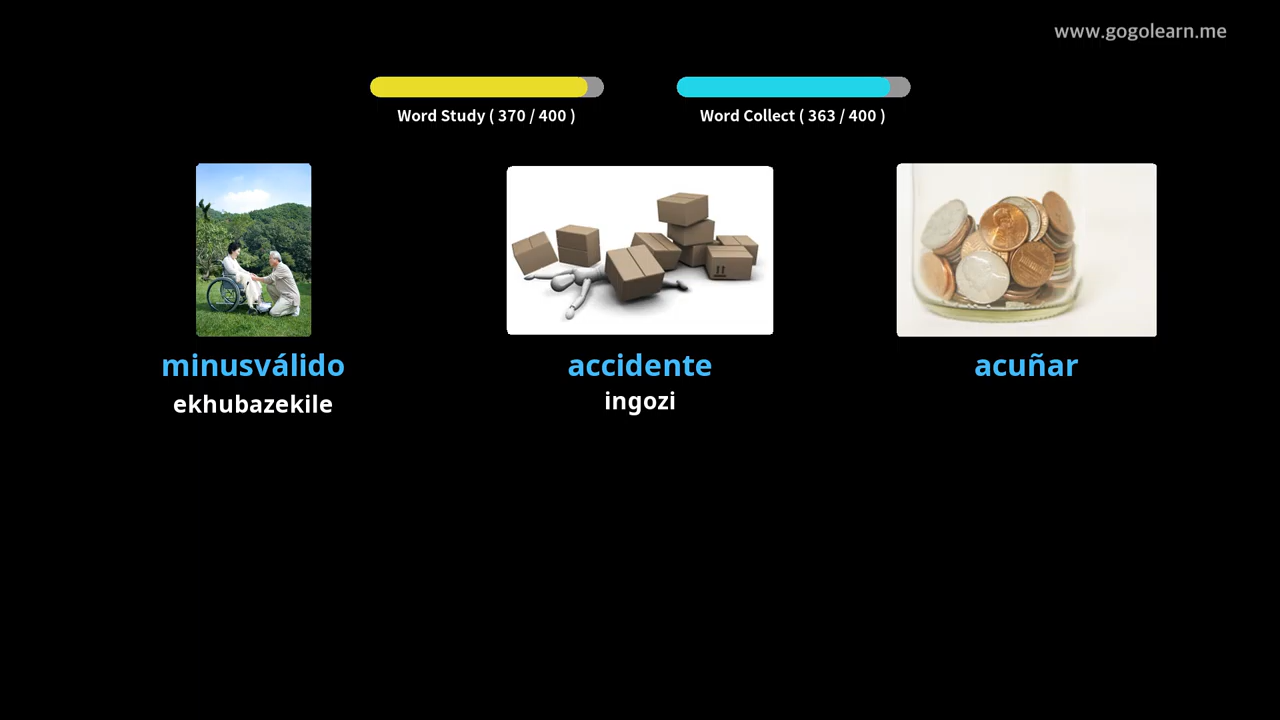 www.gogolearn.me
Word Study ( 370 / 400 )
Word Collect ( 363 / 400 )
minusválido
ekhubazekile
accidente
ingozi
acuñar